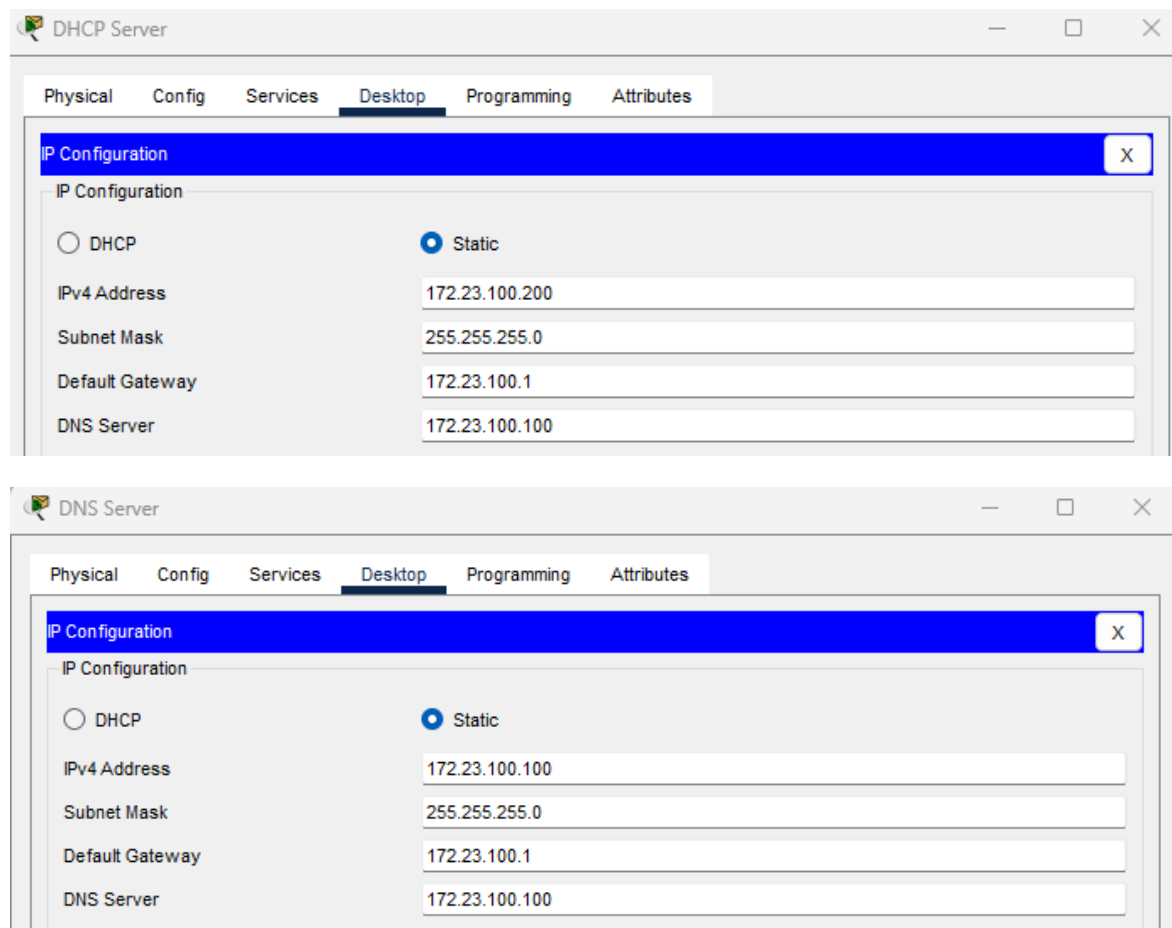 DHCP Server
Physical Config Services Desktop Programming Attributes
IP Configuration X
IP Configuration
DHCP Static
IPv4 Address 172.23.100.200
Subnet Mask 255.255.255.0
Default Gateway 172.23.100.1
DNS Server 172.23.100.100
DNS Server
Physical Config Services Desktop Programming Attributes
IP Configuration X
IP Configuration
DHCP Static
IPv4 Address 172.23.100.100
Subnet Mask 255.255.255.0
Default Gateway 172.23.100.1
DNS Server 172.23.100.100